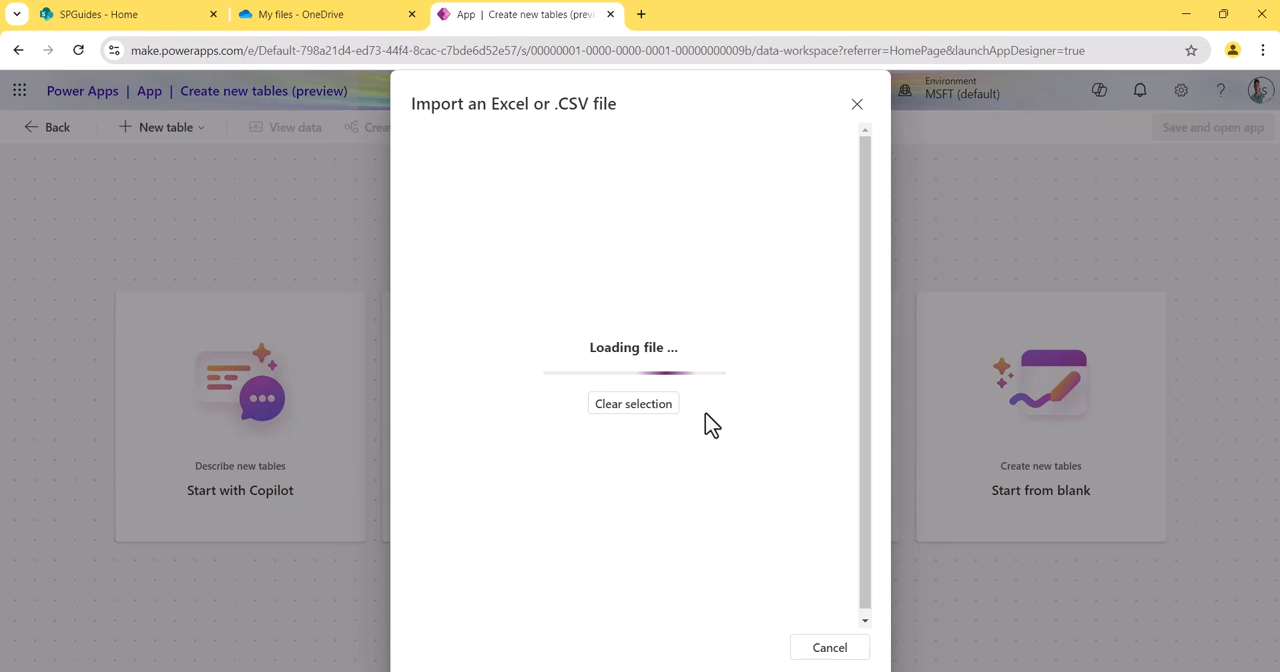 SPGuides - Home
My files - OneDrive
App | Create new tables (previ
make.powerapps.com/e/Default-798a21d4-ed73-44f4-8cac-c7bde6d52e57/s/00000001-0000-0000-0001-00000000009b/data-workspace?referrer=HomePage&launchAppDesigner=true
Power Apps | App | Create new tables (preview)
Environment
MSFT (default)
Back
New table
View data
Creat
Save and open app
Import an Excel or .CSV file
Loading file ...
Clear selection
Describe new tables
Start with Copilot
Create new tables
Start from blank
Cancel